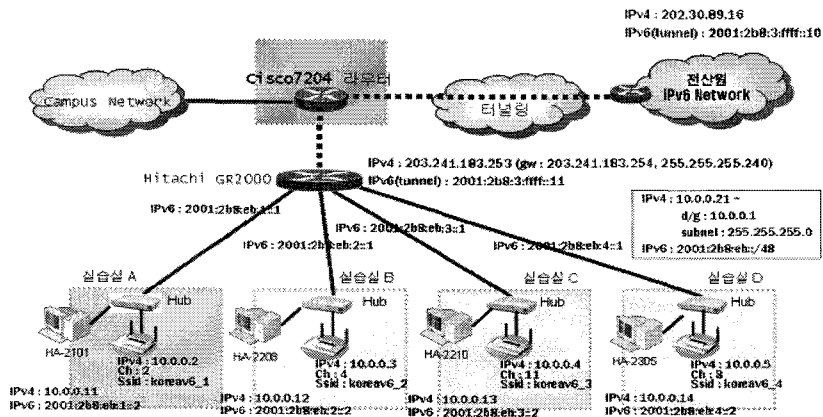 IPv4 : 202.30.89.16
IPv6(tunnel) : 2001:2b8:3:ffff::10
Cisco7204 라우터
Campus Network
터널링
전산원
IPv6 Network
IPv4 : 203.241.183.253 (gw : 203.241.183.254, 255.255.255.240)
Hitachi GR2000
IPv6(tunnel) : 2001:2b8:3:ffff::11
IPv4 : 10.0.0.21 ~
d/g : 10.0.0.1
subnet : 255.255.255.0
IPv6 : 2001:2b8:eb::/48
IPv6 : 2001:2b8:eb:1::1
IPv6 : 2001:2b8:eb:2::1
IPv6 : 2001:2b8:eb:3::1
IPv6 : 2001:2b8:eb:4::1
실습실 A
Hub
HA-2101
IPv4 : 10.0.0.2
Ch : 2
Ssid : koreav6_1
IPv4 : 10.0.0.11
IPv6 : 2001:2b8:eb:1::2
실습실 B
Hub
HA-2208
IPv4 : 10.0.0.3
Ch : 4
Ssid : koreav6_2
IPv4 : 10.0.0.12
IPv6 : 2001:2b8:eb:2::2
실습실 C
Hub
HA-2210
IPv4 : 10.0.0.4
Ch : 11
Ssid : koreav6_3
IPv4 : 10.0.0.13
IPv6 : 2001:2b8:eb:3::2
실습실 D
Hub
HA-2305
IPv4 : 10.0.0.5
Ch : 8
Ssid : koreav6_4
IPv4 : 10.0.0.14
IPv6 : 2001:2b8:eb:4::2